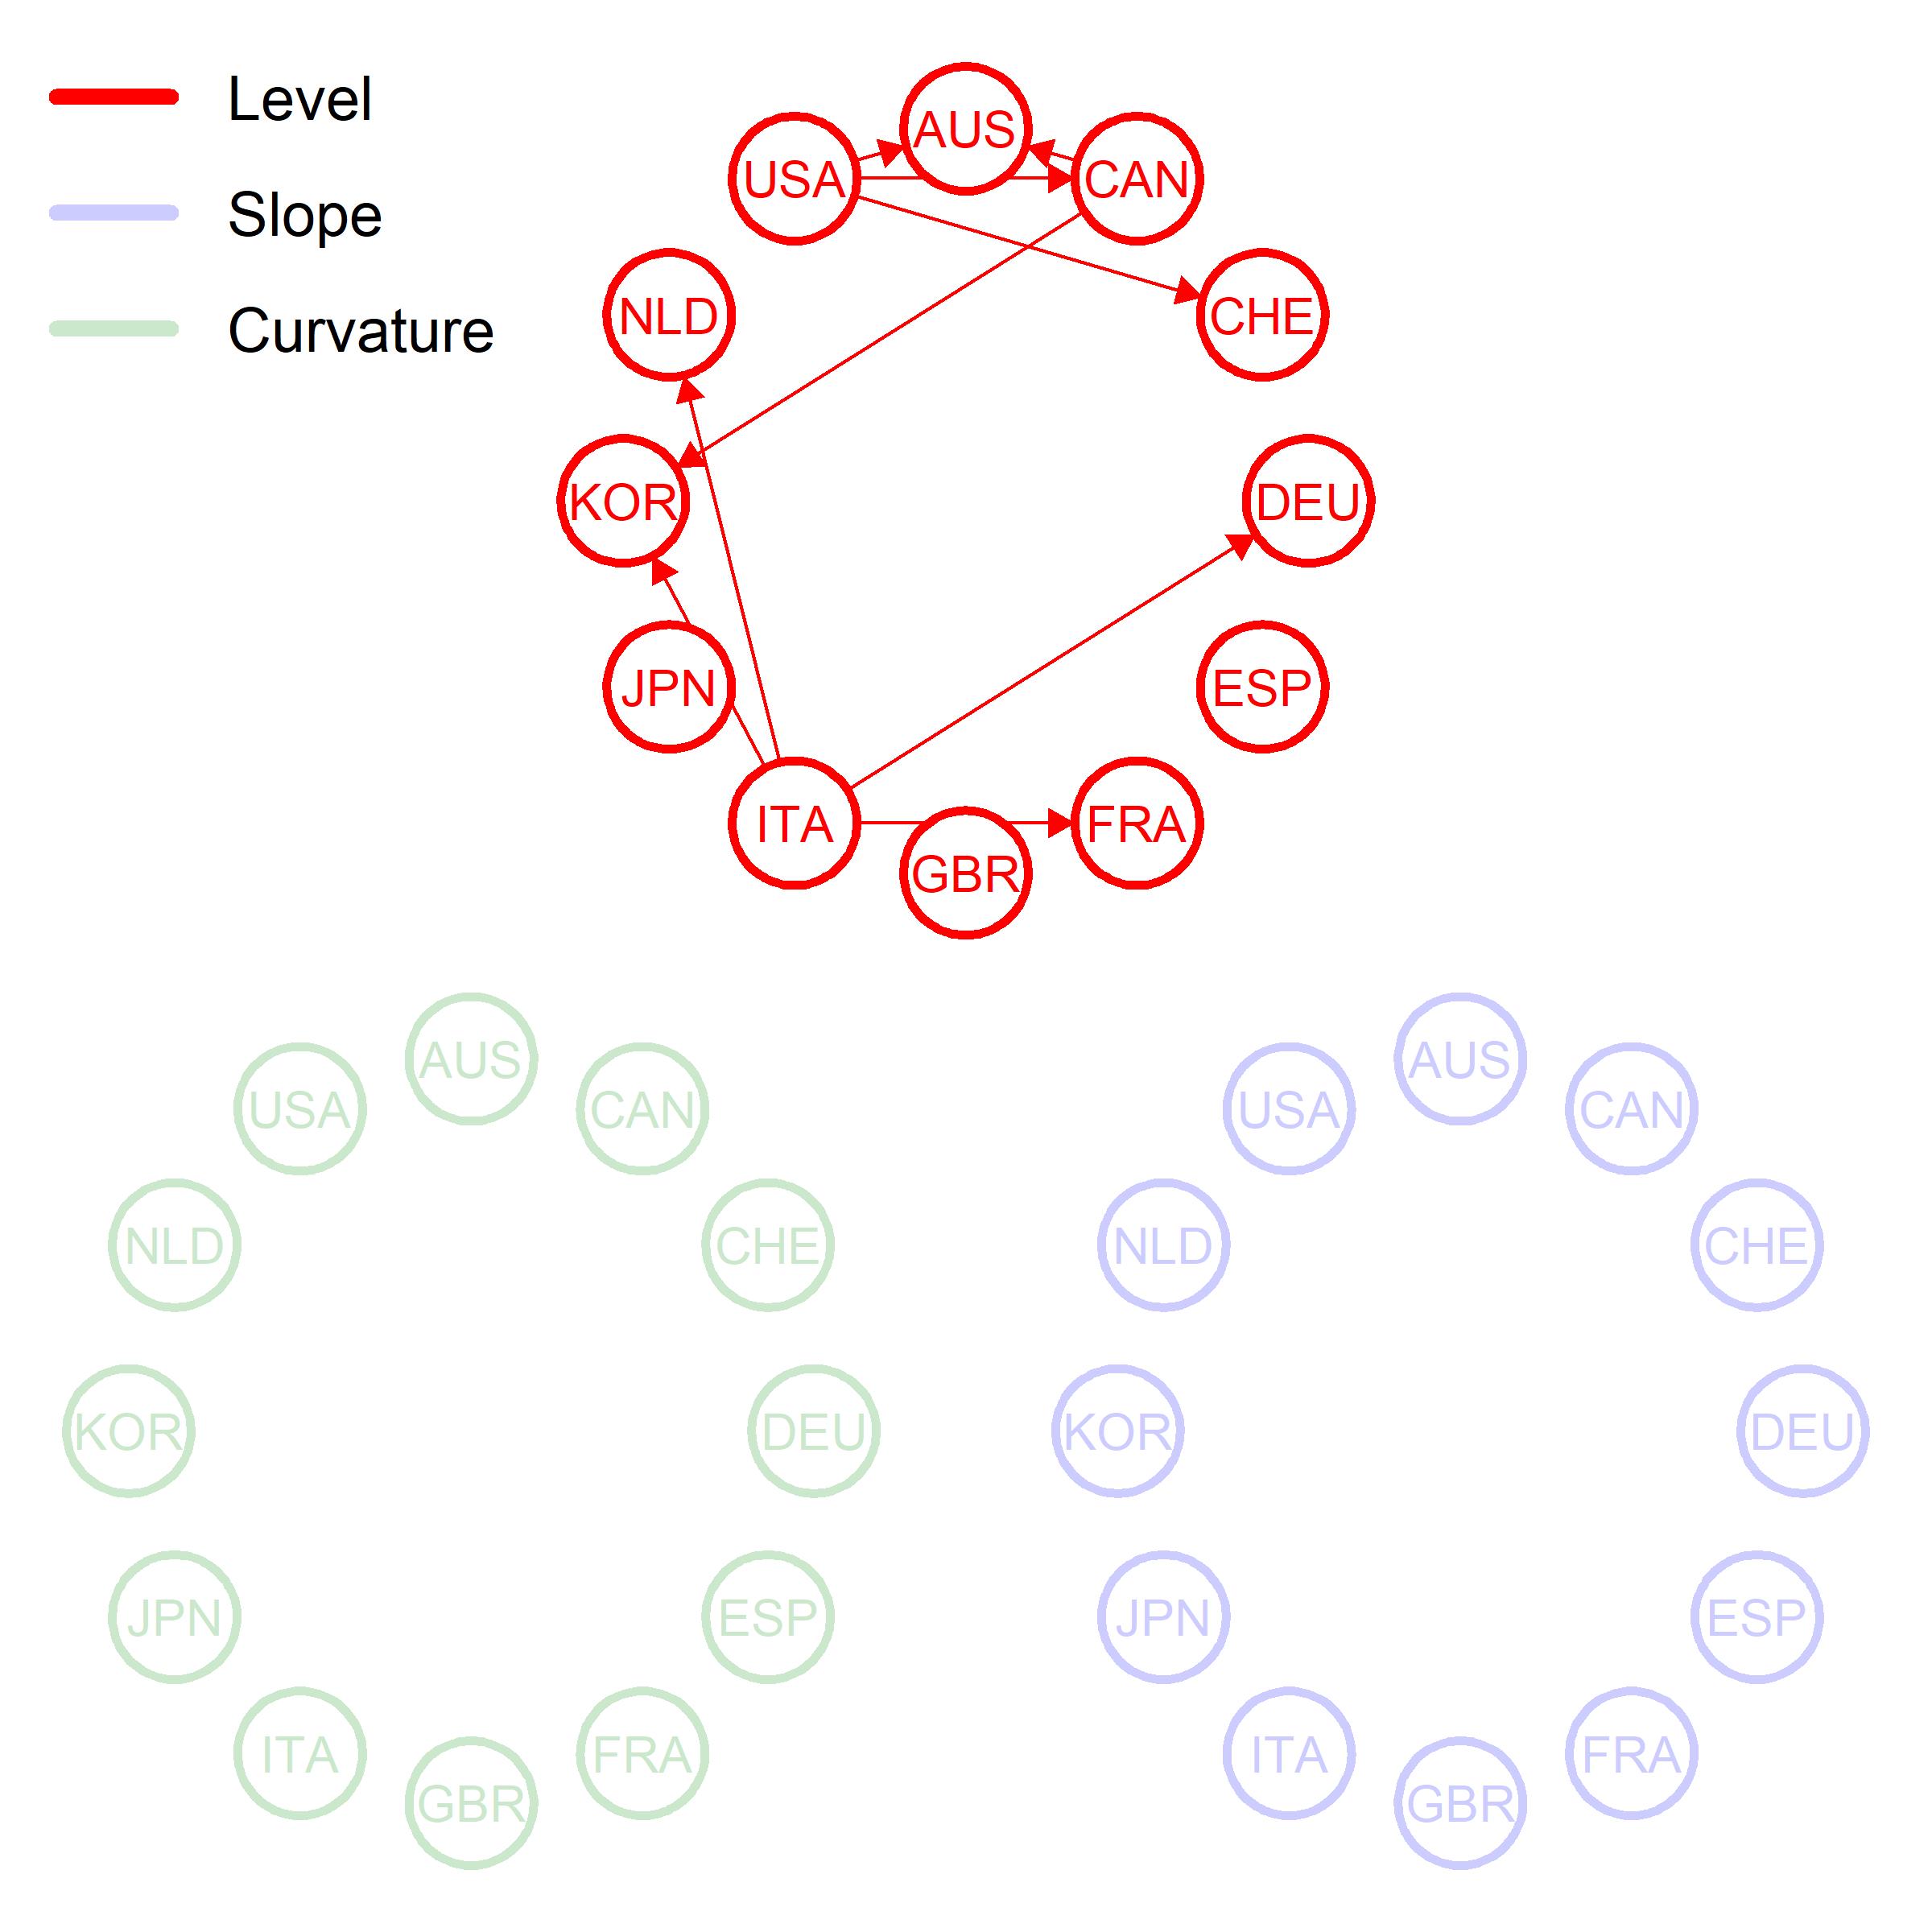 Level
Slope
Curvature
AUS
USA
CAN
NLD
CHE
KOR
DEU
JPN
ESP
ITA
FRA
GBR
AUS
USA
CAN
NLD
CHE
KOR
DEU
JPN
ESP
ITA
FRA
GBR
AUS
USA
CAN
NLD
CHE
KOR
DEU
JPN
ESP
ITA
FRA
GBR